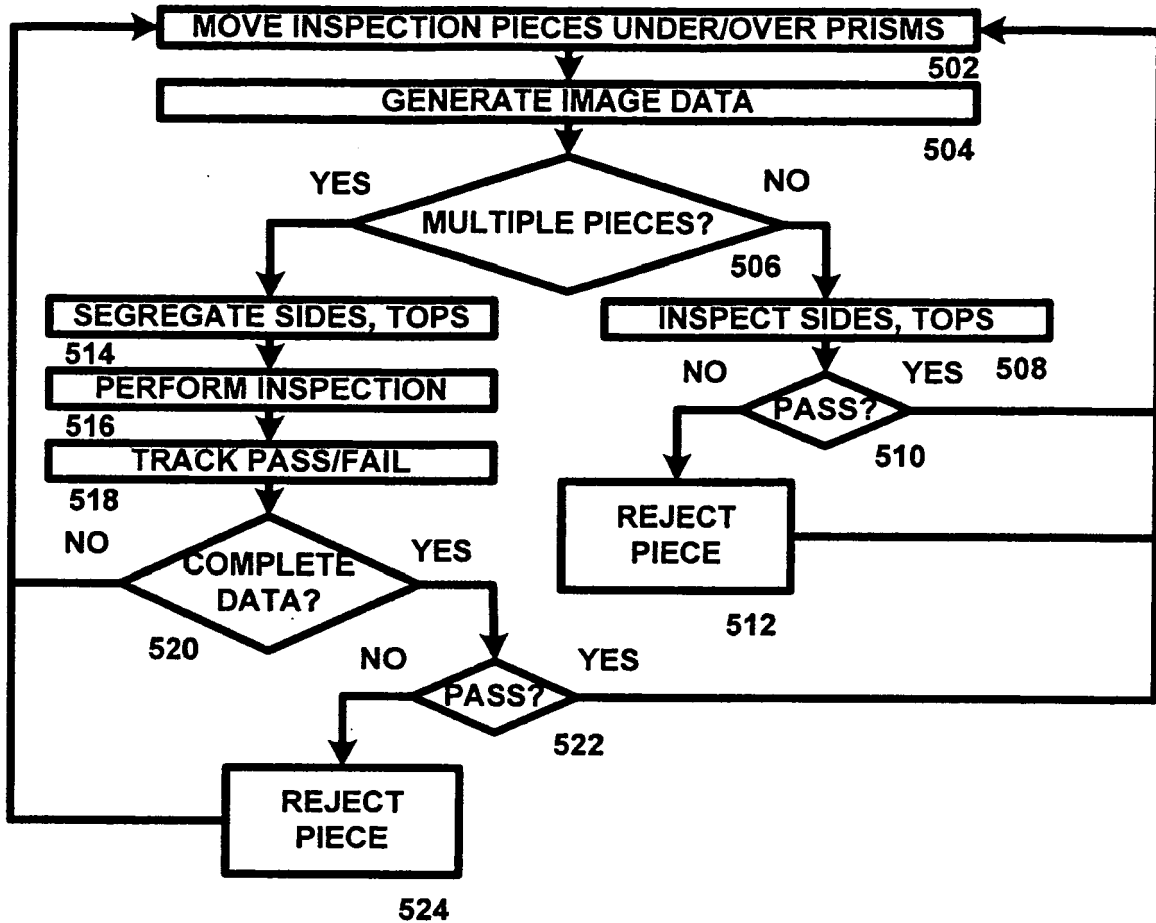 MOVE INSPECTION PIECES UNDER/OVER PRISMS
502
GENERATE IMAGE DATA
504
YES
NO
MULTIPLE PIECES?
506
SEGREGATE SIDES, TOPS
514
INSPECT SIDES, TOPS
508
PERFORM INSPECTION
516
NO
YES
PASS?
510
TRACK PASS/FAIL
518
REJECT
PIECE
512
NO
YES
COMPLETE
DATA?
520
NO
YES
PASS?
522
REJECT
PIECE
524